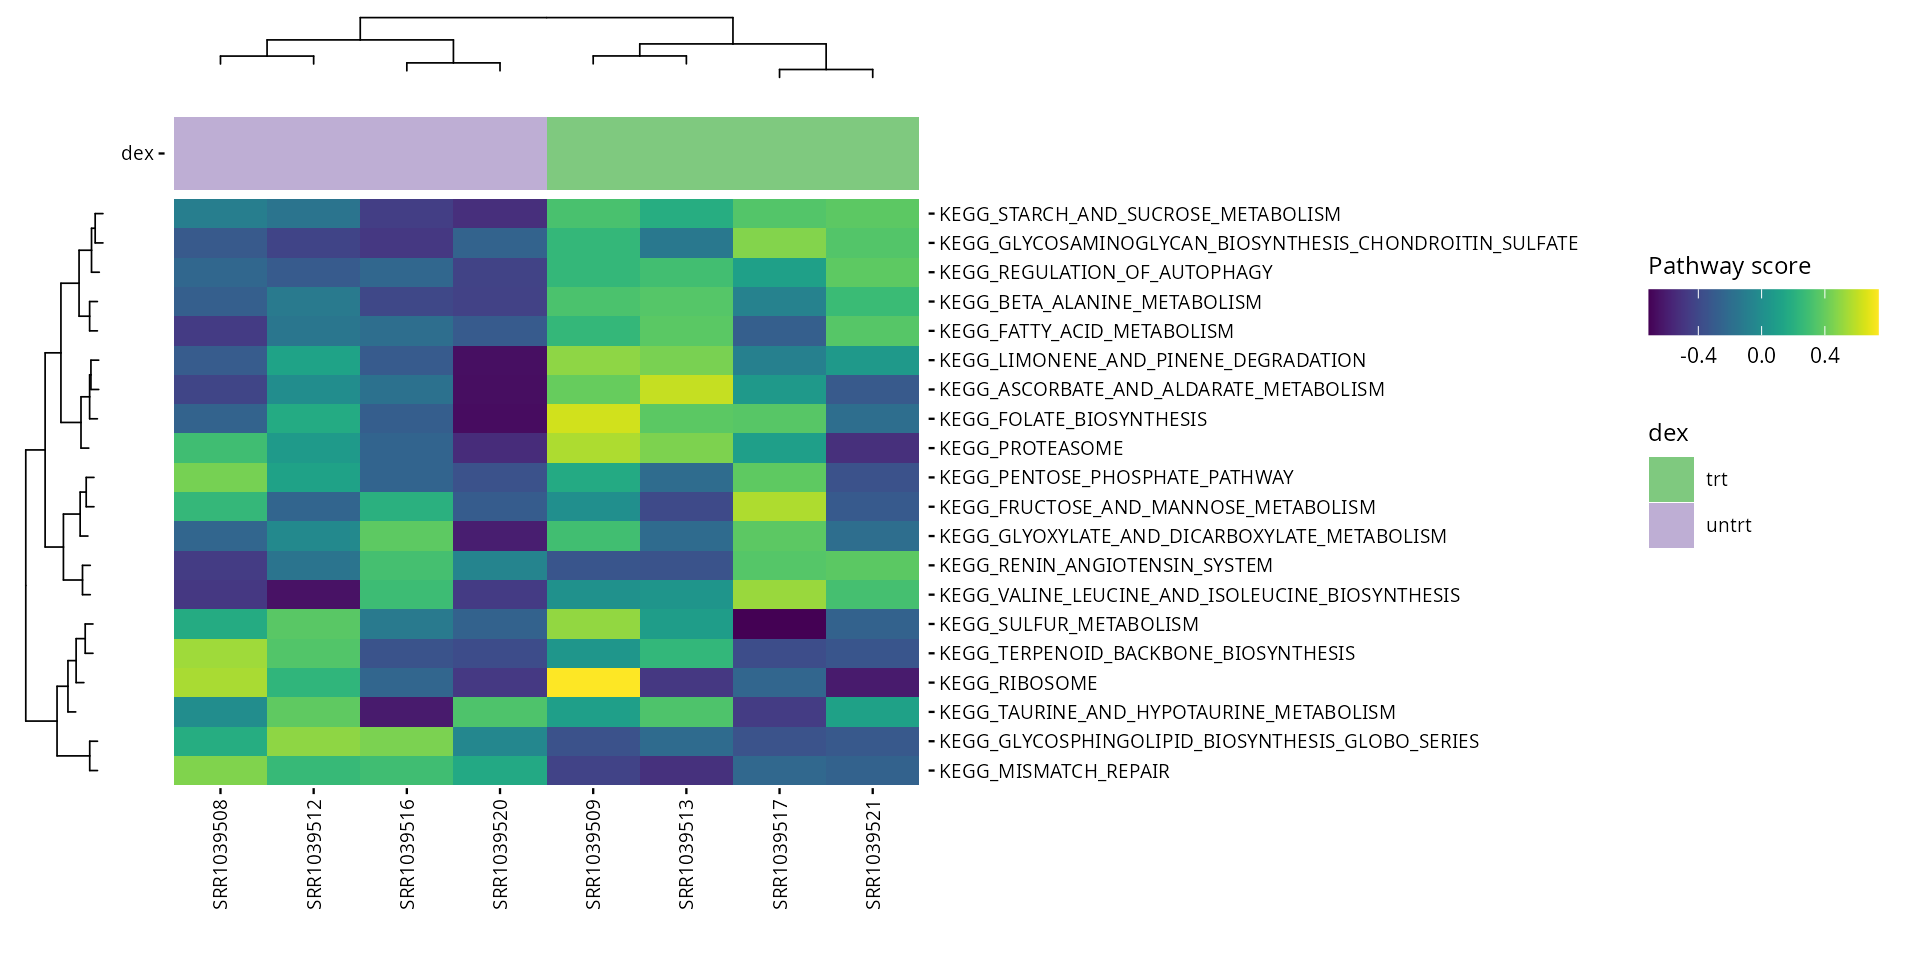 dex
KEGG_STARCH_AND_SUCROSE_METABOLISM
KEGG_GLYCOSAMINOGLYCAN_BIOSYNTHESIS_CHONDROITIN_SULFATE
KEGG_REGULATION_OF_AUTOPHAGY
KEGG_BETA_ALANINE_METABOLISM
KEGG_FATTY_ACID_METABOLISM
KEGG_LIMONENE_AND_PINENE_DEGRADATION
KEGG_ASCORBATE_AND_ALDARATE_METABOLISM
KEGG_FOLATE_BIOSYNTHESIS
KEGG_PROTEASOME
KEGG_PENTOSE_PHOSPHATE_PATHWAY
KEGG_FRUCTOSE_AND_MANNOSE_METABOLISM
KEGG_GLYOXYLATE_AND_DICARBOXYLATE_METABOLISM
KEGG_RENIN_ANGIOTENSIN_SYSTEM
KEGG_VALINE_LEUCINE_AND_ISOLEUCINE_BIOSYNTHESIS
KEGG_SULFUR_METABOLISM
KEGG_TERPENOID_BACKBONE_BIOSYNTHESIS
KEGG_RIBOSOME
KEGG_TAURINE_AND_HYPOTAURINE_METABOLISM
KEGG_GLYCOSPHINGOLIPID_BIOSYNTHESIS_GLOBO_SERIES
KEGG_MISMATCH_REPAIR
SRR1039508
SRR1039512
SRR1039516
SRR1039520
SRR1039509
SRR1039513
SRR1039517
SRR1039521
Pathway score
-0.4 0.0 0.4
dex
trt
untrt